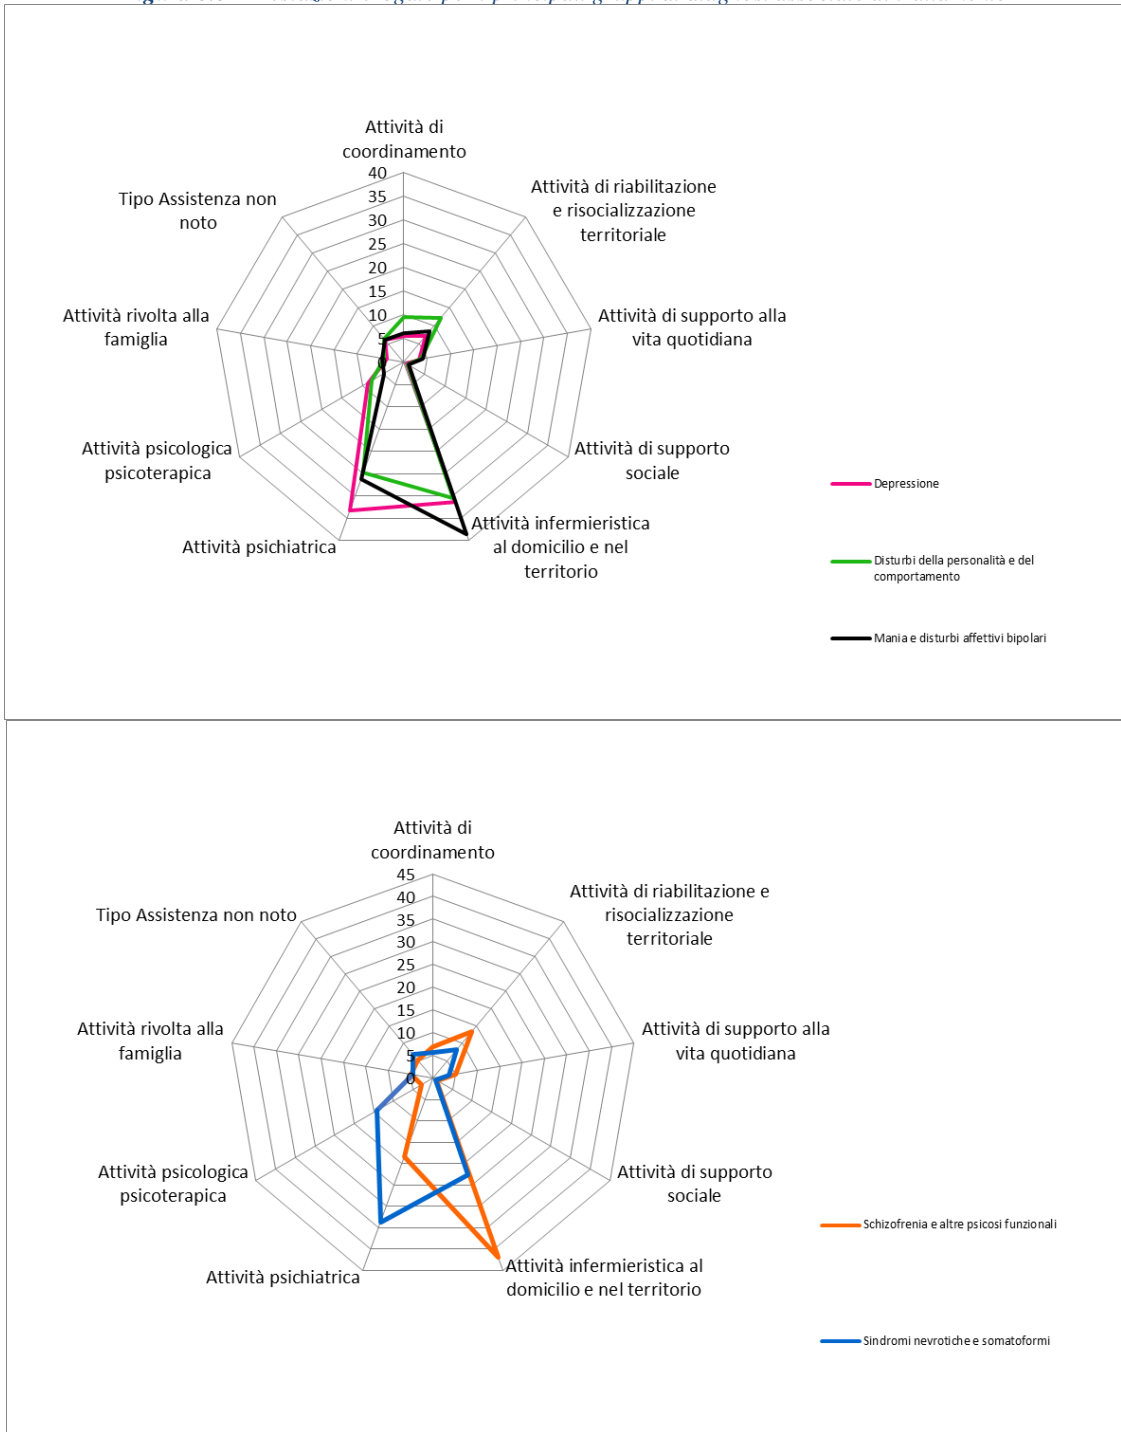 Attività di
coordinamento
40
35
30
25
20
15
10
5
0
Attività di riabilitazione
e risocializzazione
territoriale
Attività di supporto alla
vita quotidiana
Attività di supporto
sociale
Attività infermieristica
al domicilio e nel
territorio
Attività psichiatrica
Attività psicologica
psicoterapica
Attività rivolta alla
famiglia
Tipo Assistenza non
noto
Depressione
Disturbi della personalità e del
comportamento
Mania e disturbi affettivi bipolari
Attività di
coordinamento
45
40
35
30
25
20
15
10
5
0
Attività di riabilitazione e
risocializzazione
territoriale
Attività di supporto alla
vita quotidiana
Attività di supporto
sociale
Attività infermieristica al
domicilio e nel territorio
Attività psichiatrica
Attività psicologica
psicoterapica
Attività rivolta alla
famiglia
Tipo Assistenza non noto
Schizofrenia e altre psicosi funzionali
Sindromi nevrotiche e somatoformi